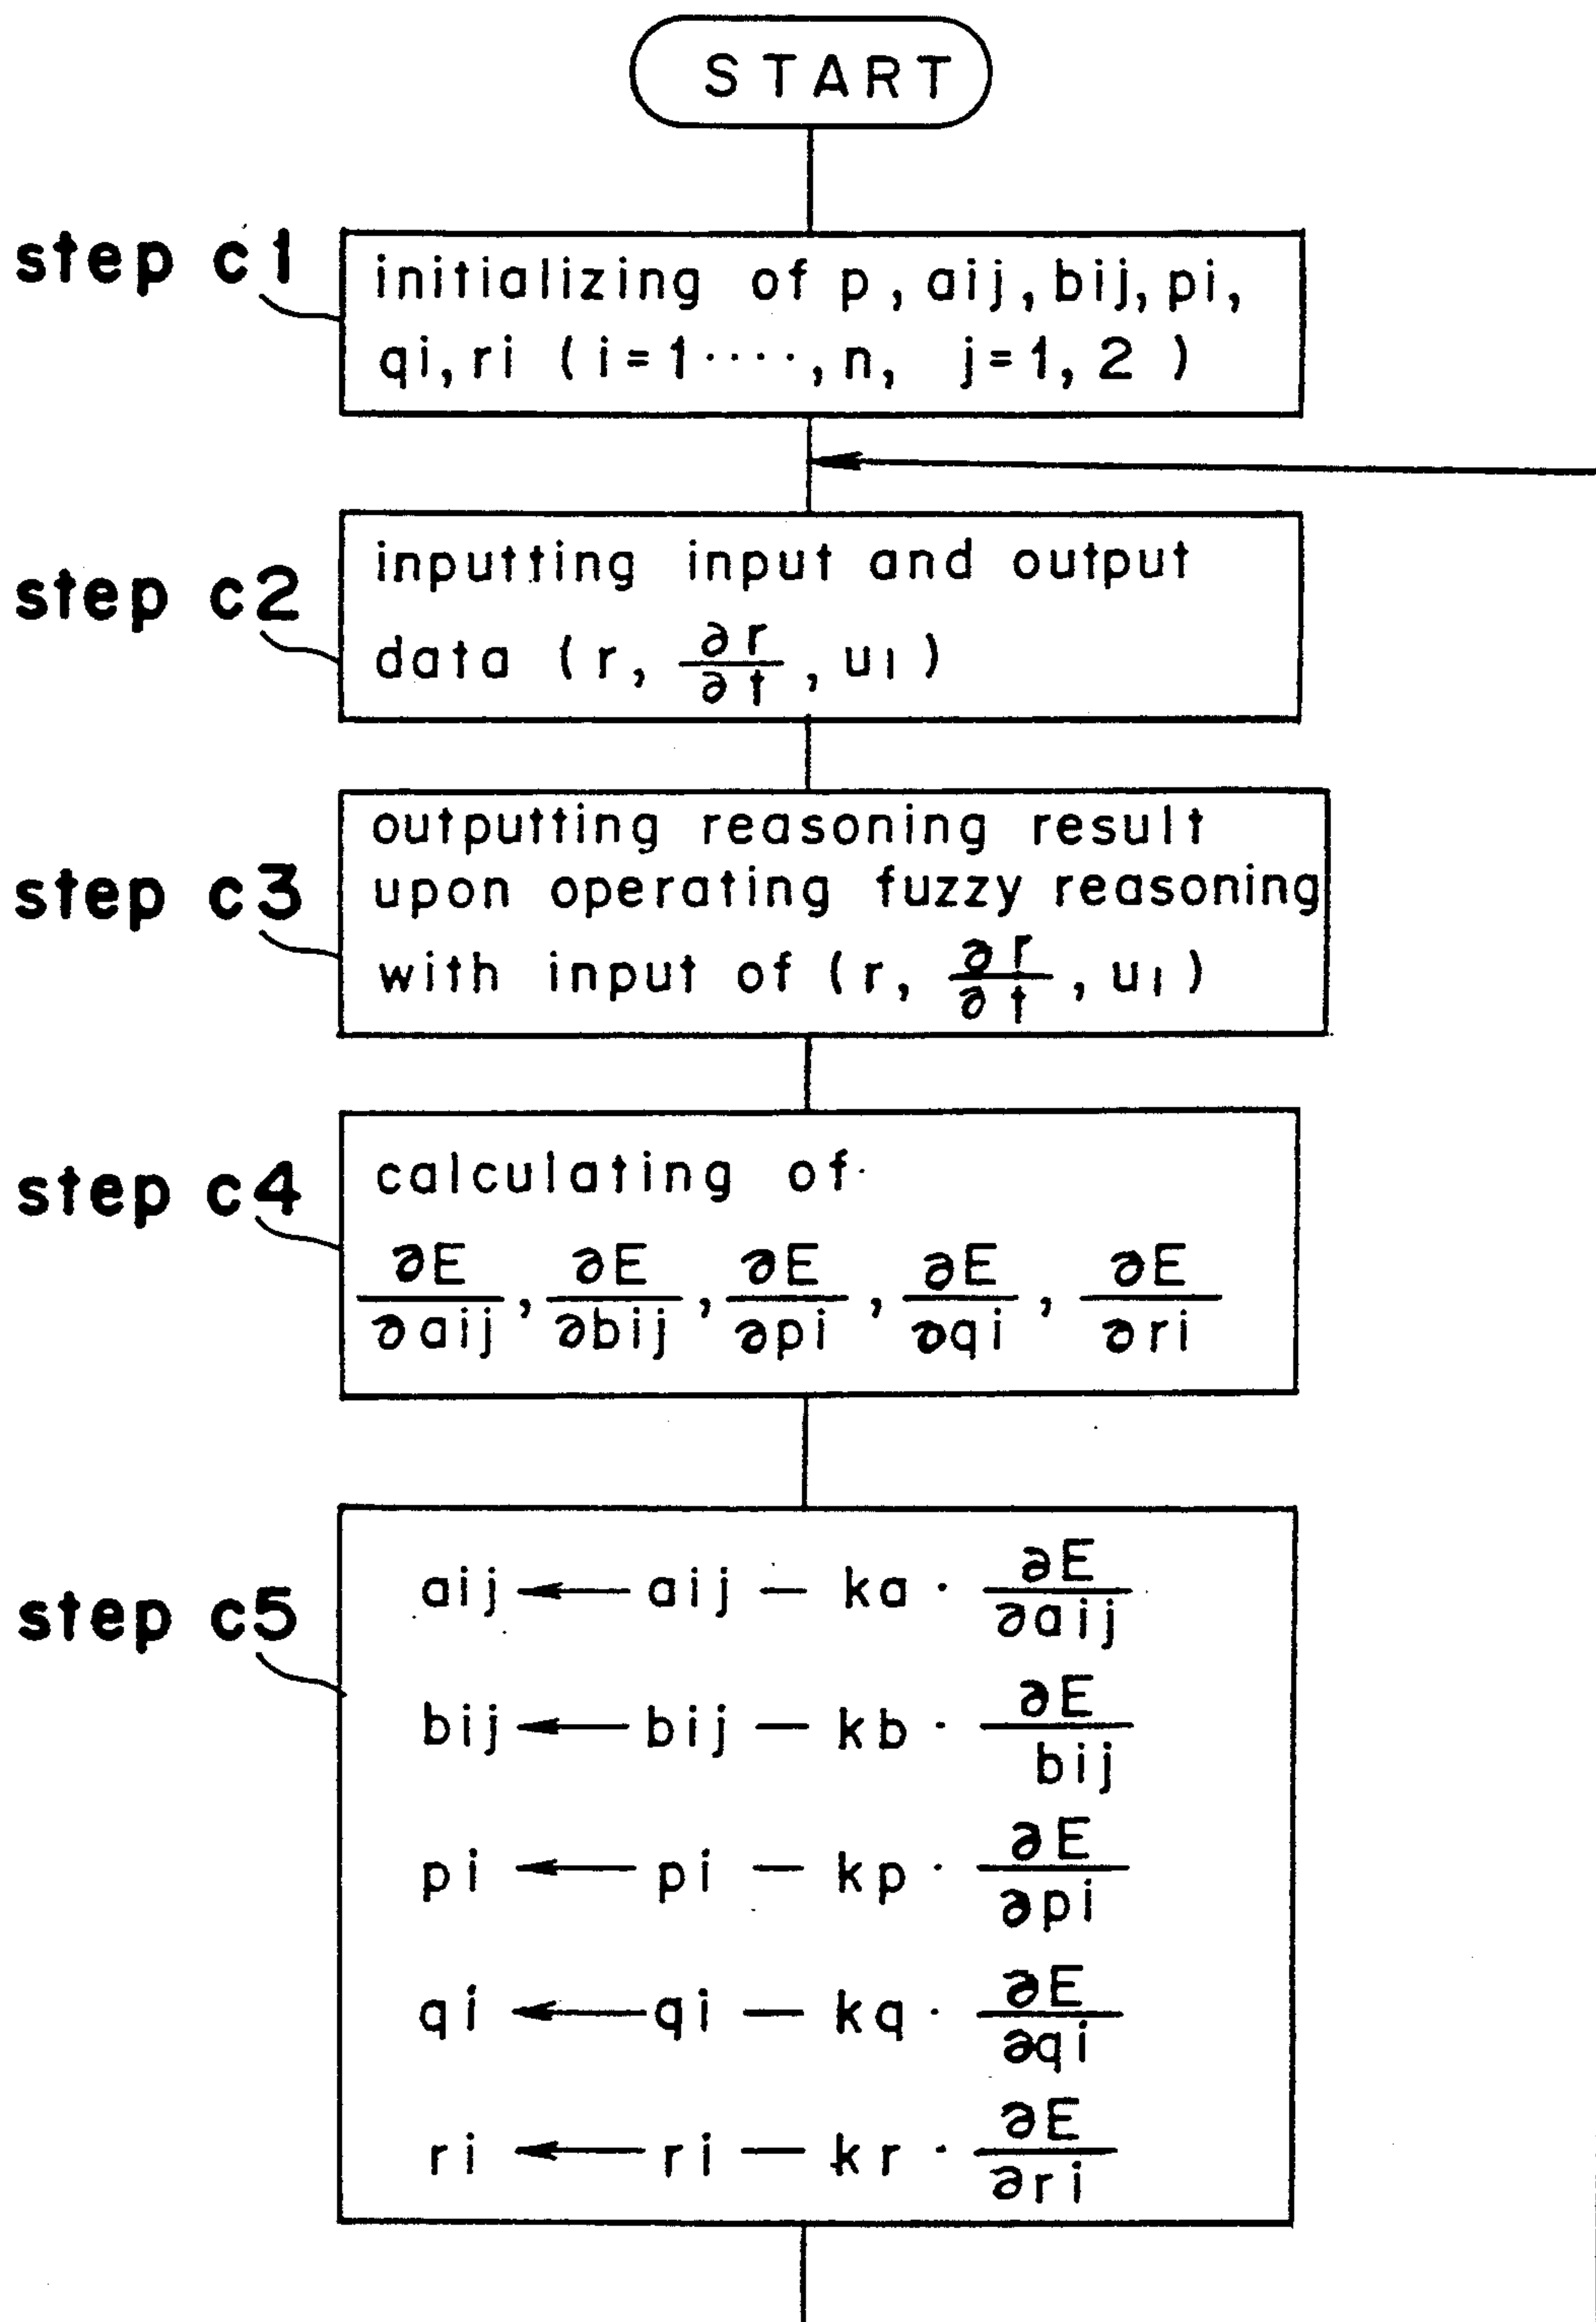 START
step c1
initializing of p, aij, bij, pi,
qi, ri ( i=1····, n, j=1, 2 )
step c2
inputting input and output
data ( r, ∂r/∂t, u1 )
step c3
outputting reasoning result
upon operating fuzzy reasoning
with input of ( r, ∂r/∂t, u1 )
step c4
calculating of
∂E/∂aij, ∂E/∂bij, ∂E/∂pi, ∂E/∂qi, ∂E/∂ri
step c5
aij ← aij − ka · ∂E/∂aij
bij ← bij − kb · ∂E/bij
pi ← pi − kp · ∂E/∂pi
qi ← qi − kq · ∂E/∂qi
ri ← ri − kr · ∂E/∂ri